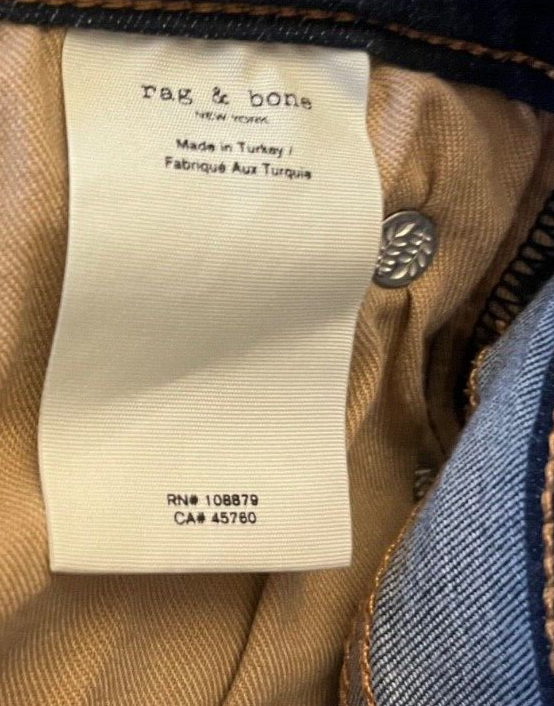 rag & bone
NEW YORK
Made in Turkey /
Fabriqué Aux Turquie
RN# 108879
CA# 45760